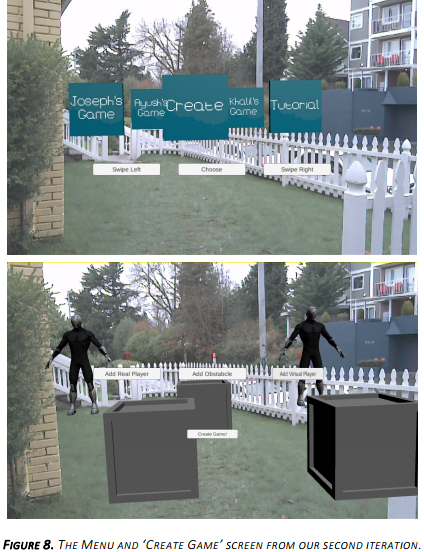 Joseph's
Game
Ayush's
Game
Create
Khalil's
Game
Tutorial
Swipe Left
Choose
Swipe Right
Add Real Player
Add Obstabcle
Add Virtual Player
Create Game!
FIGURE 8. THE MENU AND 'CREATE GAME' SCREEN FROM OUR SECOND ITERATION.